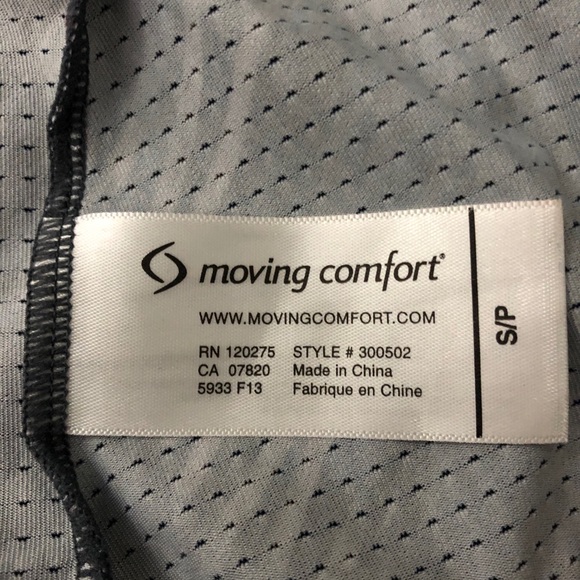 moving comfort®
WWW.MOVINGCOMFORT.COM
RN 120275 STYLE # 300502
CA 07820 Made in China
5933 F13 Fabrique en Chine
S/P